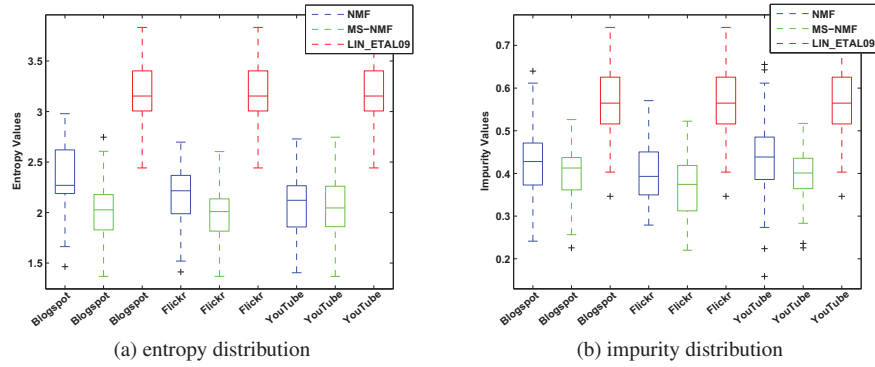 NMF
MS-NMF
LIN_ETAL09
3.5
3
2.5
2
1.5
Entropy Values
Blogspot
Blogspot
Blogspot
Flickr
Flickr
Flickr
YouTube
YouTube
YouTube
(a) entropy distribution
NMF
MS-NMF
LIN_ETAL09
0.7
0.6
0.5
0.4
0.3
0.2
Impurity Values
Blogspot
Blogspot
Blogspot
Flickr
Flickr
Flickr
YouTube
YouTube
YouTube
(b) impurity distribution